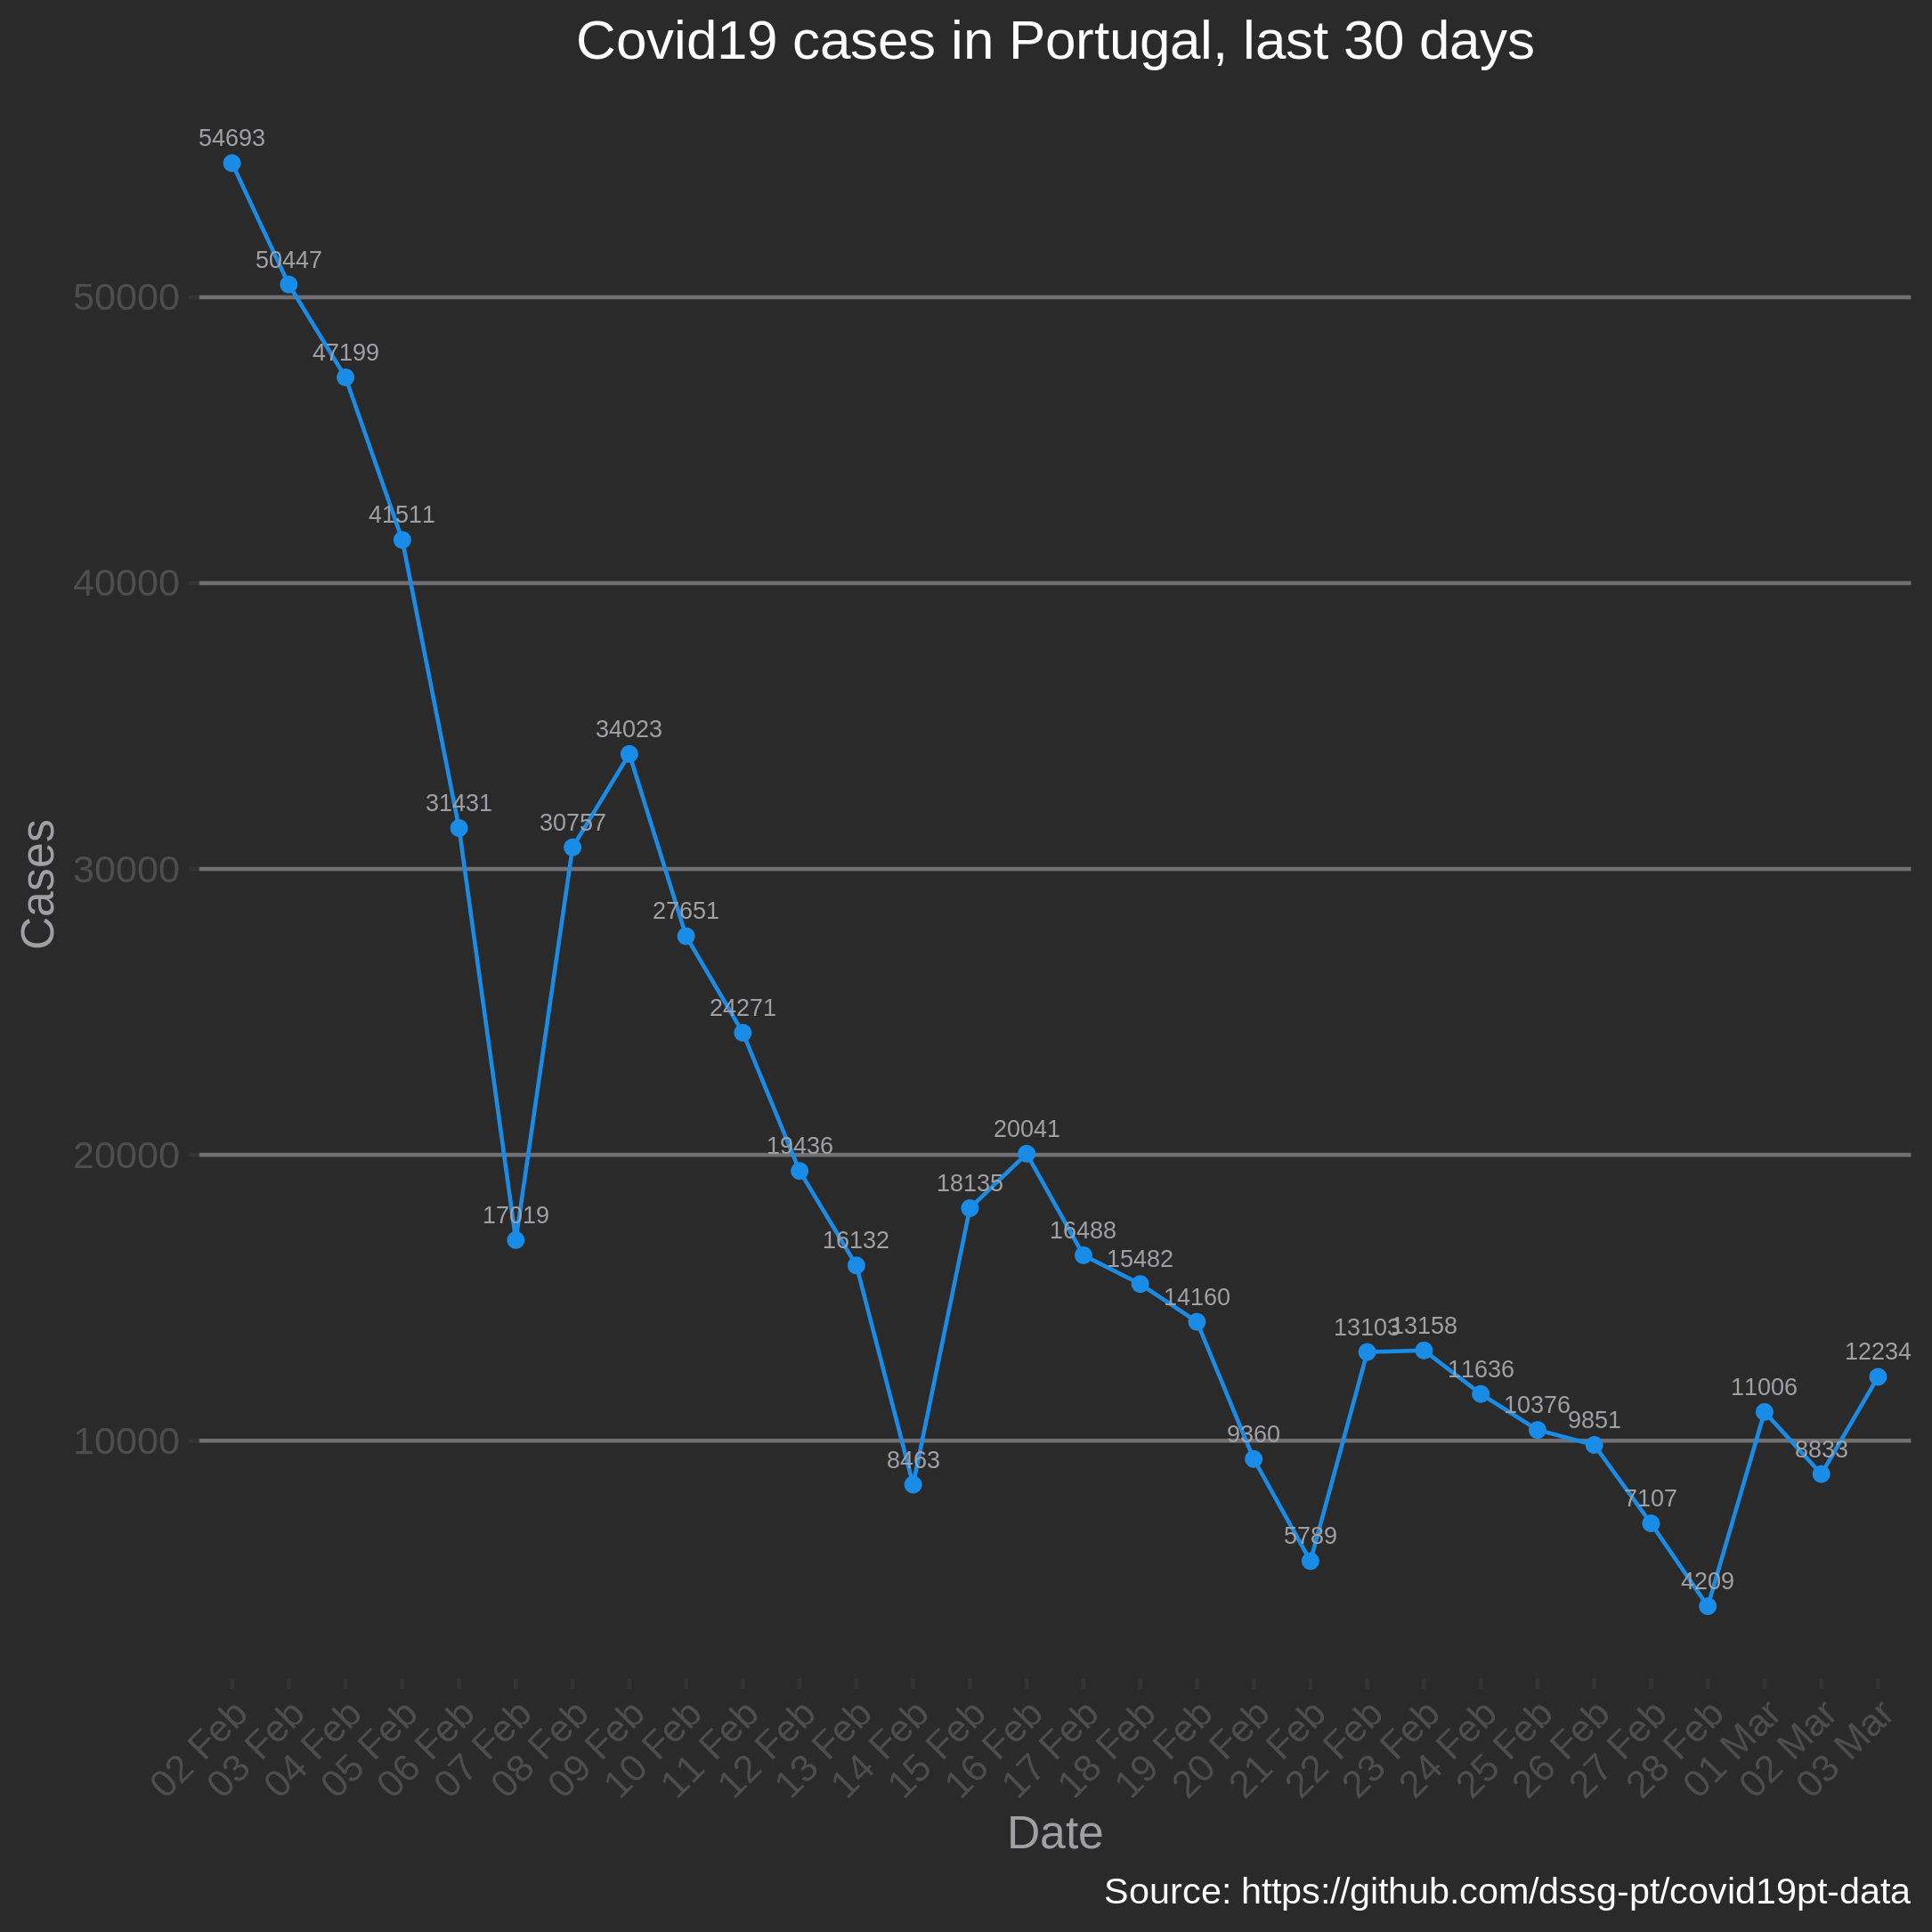 Covid19 cases in Portugal, last 30 days
54693
50447
50000
47199
41511
40000
34023
31431
30757
30000
27651
24271
20041
20000
19436
18135
17019
16488
16132
15482
14160
13103
13158
12234
11636
11006
10376
9851
10000
9360
8833
8463
7107
5789
4209
Cases
02 Feb
03 Feb
04 Feb
05 Feb
06 Feb
07 Feb
08 Feb
09 Feb
10 Feb
11 Feb
12 Feb
13 Feb
14 Feb
15 Feb
16 Feb
17 Feb
18 Feb
19 Feb
20 Feb
21 Feb
22 Feb
23 Feb
24 Feb
25 Feb
26 Feb
27 Feb
28 Feb
01 Mar
02 Mar
03 Mar
Date
Source: https://github.com/dssg-pt/covid19pt-data